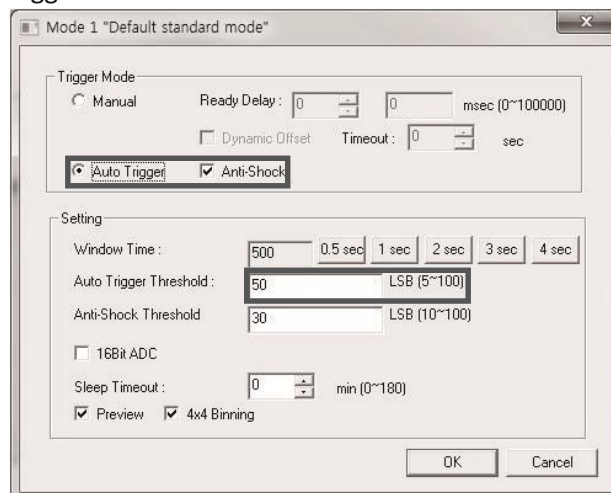 Mode 1 "Default standard mode"
Trigger Mode
Manual Ready Delay : 0 0 msec (0~100000)
Dynamic Offset Timeout : 0 sec
Auto Trigger Anti-Shock
Setting
Window Time : 500 0.5 sec 1 sec 2 sec 3 sec 4 sec
Auto Trigger Threshold : 50 LSB (5~100)
Anti-Shock Threshold 30 LSB (10~100)
16Bit ADC
Sleep Timeout : 0 min (0~180)
Preview 4x4 Binning
OK Cancel